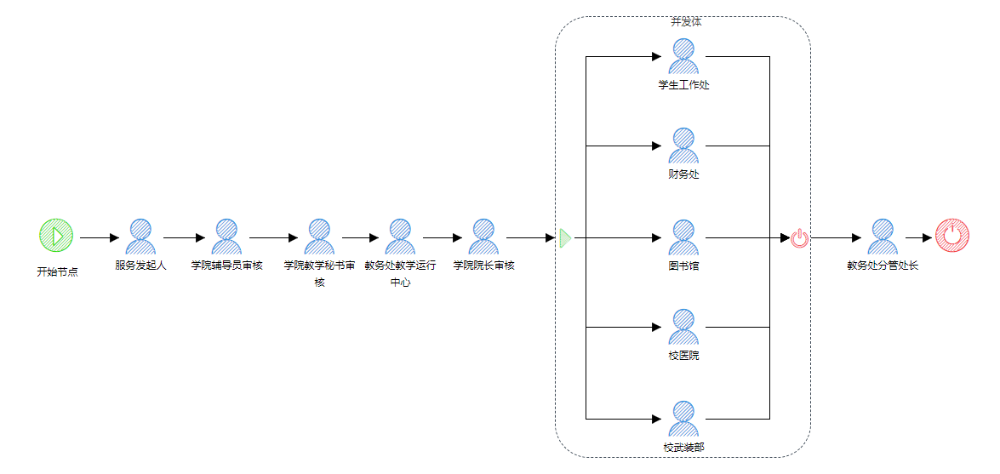 并发体
学生工作处
财务处
开始节点
服务发起人
学院辅导员审核
学院教学秘书审
核
教务处教学运行
中心
学院院长审核
图书馆
教务处分管处长
校医院
校武装部